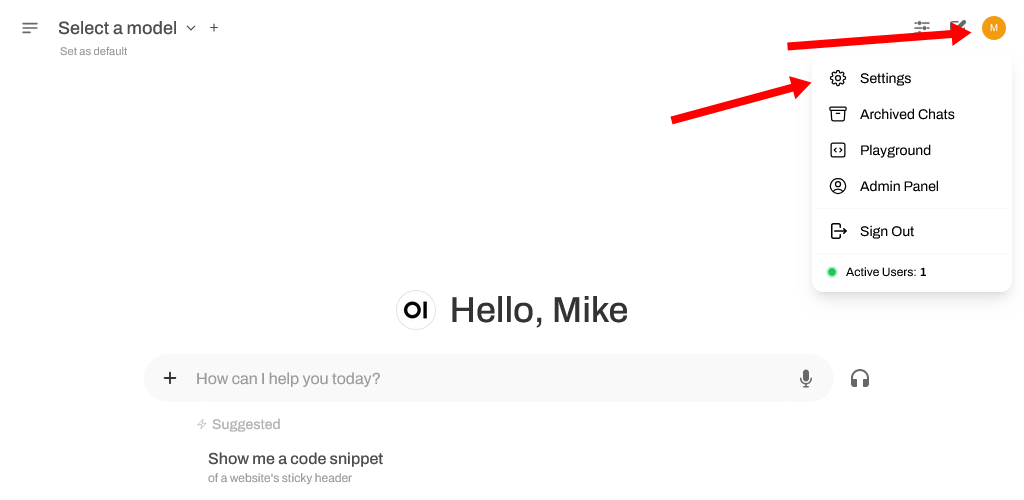 Select a model
Set as default
M
Settings
Archived Chats
Playground
Admin Panel
Sign Out
Active Users: 1
OI Hello, Mike
How can I help you today?
Suggested
Show me a code snippet
of a website's sticky header